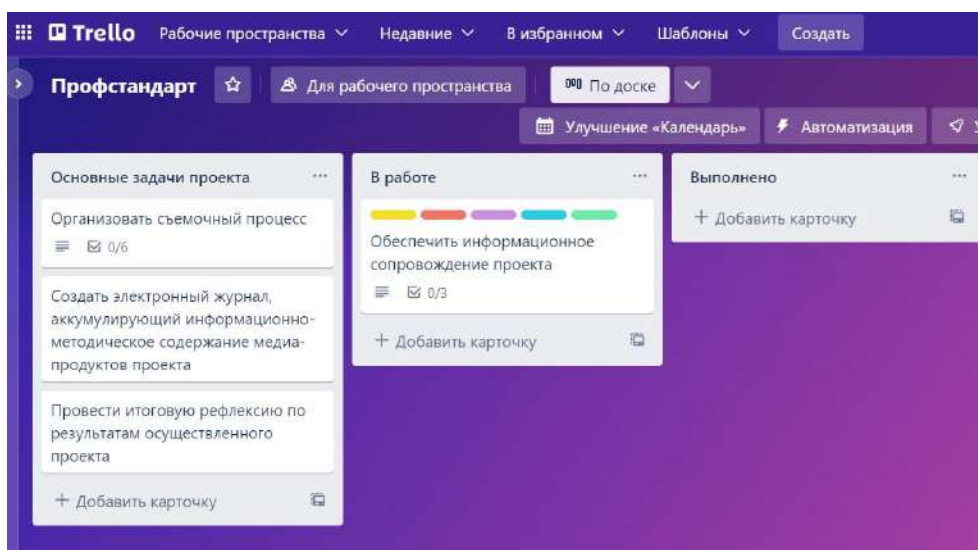 Trello
Рабочие пространства
Недавние
В избранном
Шаблоны
Создать
Профстандарт
Для рабочего пространства
По доске
Улучшение «Календарь»
Автоматизация
Основные задачи проекта
Организовать съемочный процесс
0/6
Создать электронный журнал,
аккумулирующий информационно-
методическое содержание медиа-
продуктов проекта
Провести итоговую рефлексию по
результатам осуществленного
проекта
+ Добавить карточку
В работе
Обеспечить информационное
сопровождение проекта
0/3
+ Добавить карточку
Выполнено
+ Добавить карточку